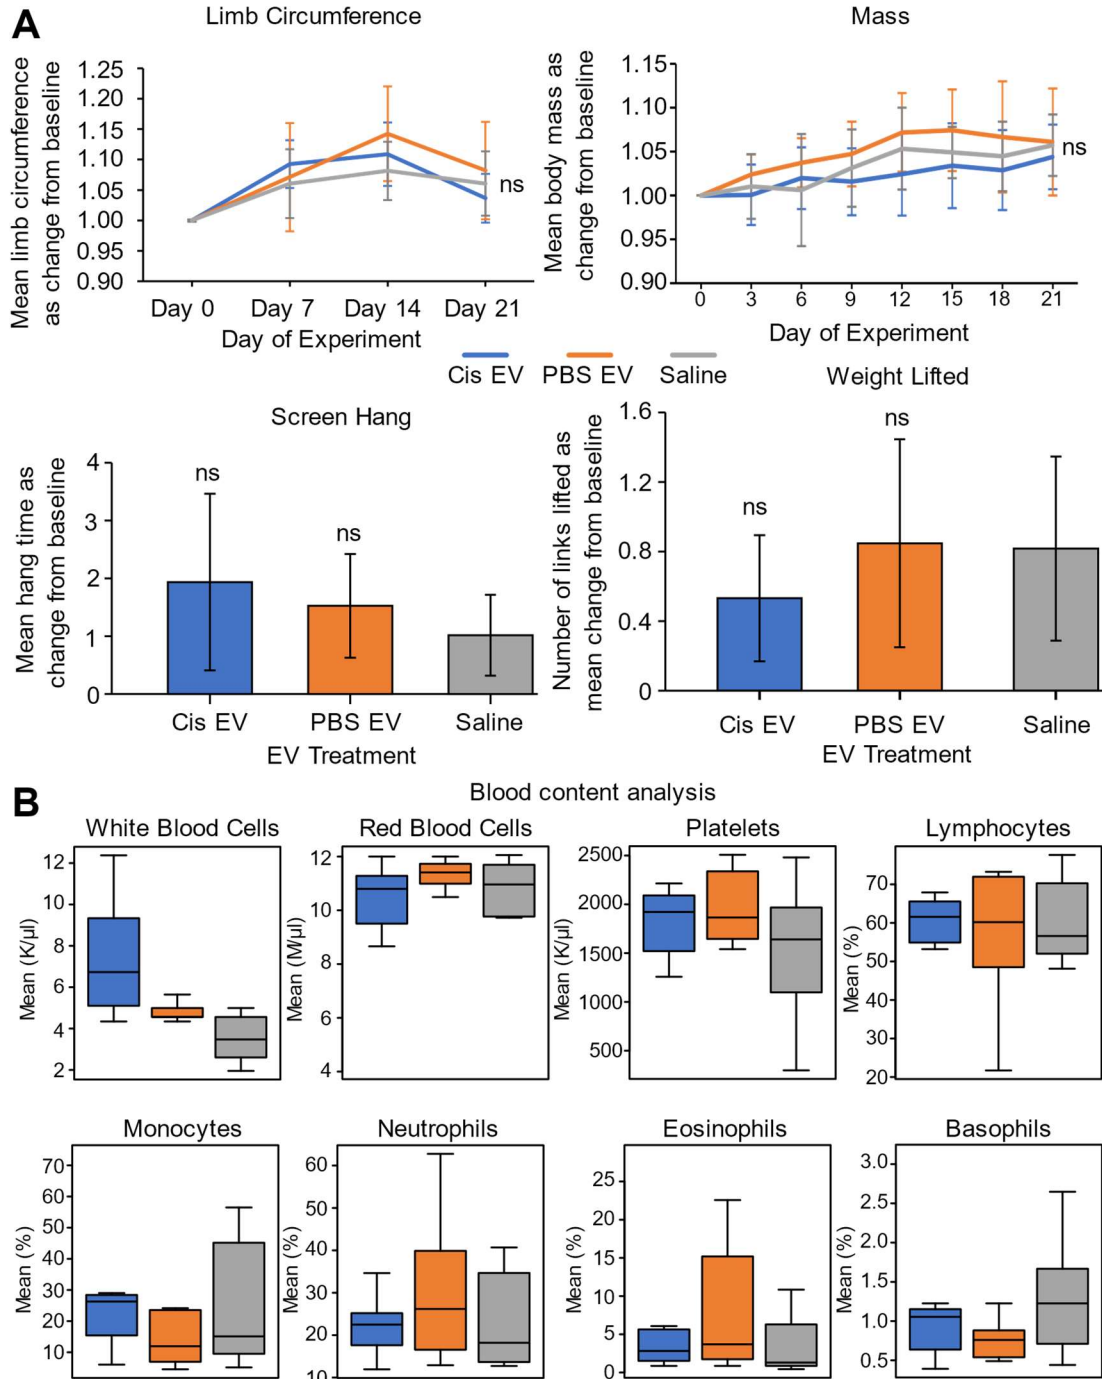 A
Limb Circumference
Mean limb circumference
as change from baseline
1.25
1.20
1.15
1.10
1.05
1.00
0.95
0.90
ns
Day 0 Day 7 Day 14 Day 21
Day of Experiment
Mass
Mean body mass as
change from baseline
1.15
1.10
1.05
1.00
0.95
0.90
ns
0 3 6 9 12 15 18 21
Day of Experiment
Cis EV PBS EV Saline
Screen Hang
Mean hang time as
change from baseline
4
3
2
1
0
ns
ns
Cis EV PBS EV Saline
EV Treatment
Weight Lifted
Number of links lifted as
mean change from baseline
1.6
1.2
0.8
0.4
0
ns
ns
Cis EV PBS EV Saline
EV Treatment
B
Blood content analysis
White Blood Cells
Mean (K/µl)
12
10
8
6
4
2
Red Blood Cells
Mean (M/µl)
12
10
8
6
4
Platelets
Mean (K/µl)
2500
2000
1500
1000
500
Lymphocytes
Mean (%)
70
60
50
40
30
20
Monocytes
Mean (%)
70
60
50
40
30
20
10
Neutrophils
Mean (%)
60
50
40
30
20
10
Eosinophils
Mean (%)
25
20
15
10
5
0
Basophils
Mean (%)
3.0
2.5
2.0
1.5
1.0
0.5